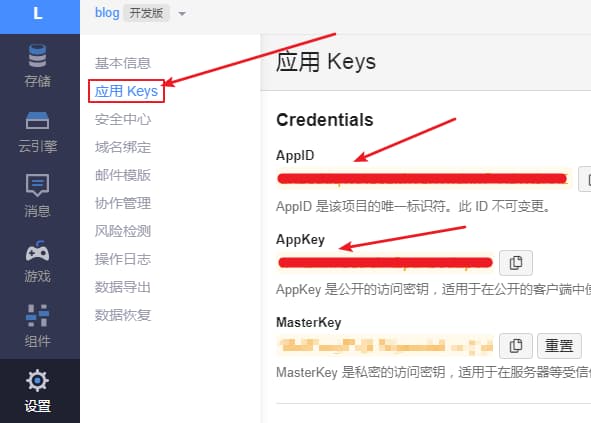 L
blog 开发版
存储
云引擎
消息
游戏
组件
设置
基本信息
应用 Keys
安全中心
域名绑定
邮件模版
协作管理
风险检测
操作日志
数据导出
数据恢复
应用 Keys
Credentials
AppID
AppID 是该项目的唯一标识符。此 ID 不可变更。
AppKey
AppKey 是公开的访问密钥，适用于在公开的客户端中使
MasterKey
重置
MasterKey 是私密的访问密钥，适用于在服务器等受信